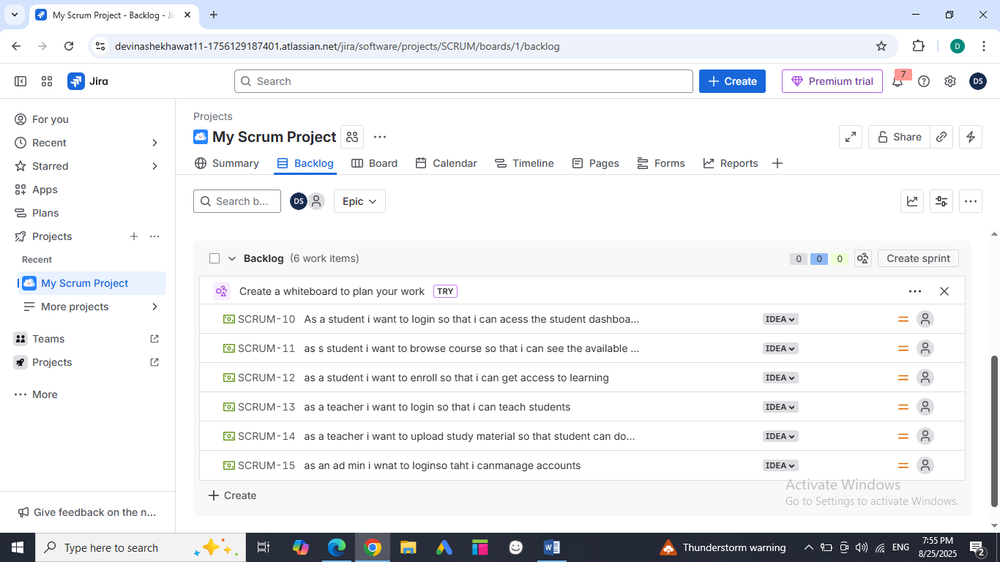 My Scrum Project - Backlog - Ji
devinashekhawat11-1756129187401.atlassian.net/jira/software/projects/SCRUM/boards/1/backlog
D
Jira
Search
Create
Premium trial
7
DS
For you
Recent
Starred
Apps
Plans
Projects
Recent
My Scrum Project
More projects
Teams
Projects
More
Give feedback on the n...
Projects
My Scrum Project
Share
Summary
Backlog
Board
Calendar
Timeline
Pages
Forms
Reports
Search b...
DS
Epic
Backlog (6 work items)
0 0 0
Create sprint
Create a whiteboard to plan your work TRY
SCRUM-10 As a student i want to login so that i can acess the student dashboa... IDEA
SCRUM-11 as s student i want to browse course so that i can see the available ... IDEA
SCRUM-12 as a student i want to enroll so that i can get access to learning IDEA
SCRUM-13 as a teacher i want to login so that i can teach students IDEA
SCRUM-14 as a teacher i want to upload study material so that student can do... IDEA
SCRUM-15 as an ad min i wnat to loginso taht i canmanage accounts IDEA
Create
Activate Windows
Go to Settings to activate Windows.
Type here to search
Thunderstorm warning
ENG
7:55 PM
8/25/2025
2